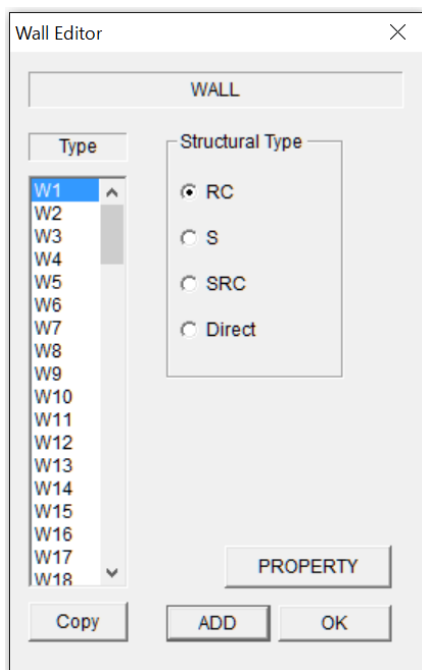 Wall Editor
WALL
Type
Structural Type
W1
W2
W3
W4
W5
W6
W7
W8
W9
W10
W11
W12
W13
W14
W15
W16
W17
W18
RC
S
SRC
Direct
PROPERTY
Copy
ADD
OK